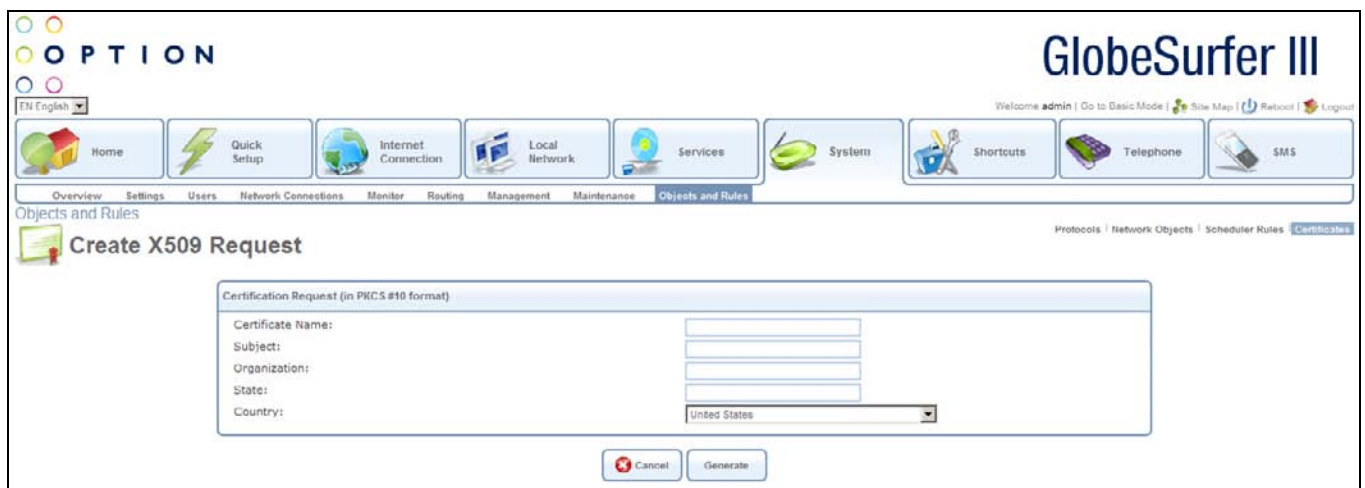 OPTION
GlobeSurfer III
EN English
Welcome admin | Go to Basic Mode | Site Map | Reboot | Logout
Home
Quick Setup
Internet Connection
Local Network
Services
System
Shortcuts
Telephone
SMS
Overview Settings Users Network Connections Monitor Routing Management Maintenance Objects and Rules
Objects and Rules
Protocols | Network Objects | Scheduler Rules | Certificates
Create X509 Request
Certification Request (in PKCS #10 format)
Certificate Name:
Subject:
Organization:
State:
Country: United States
Cancel Generate